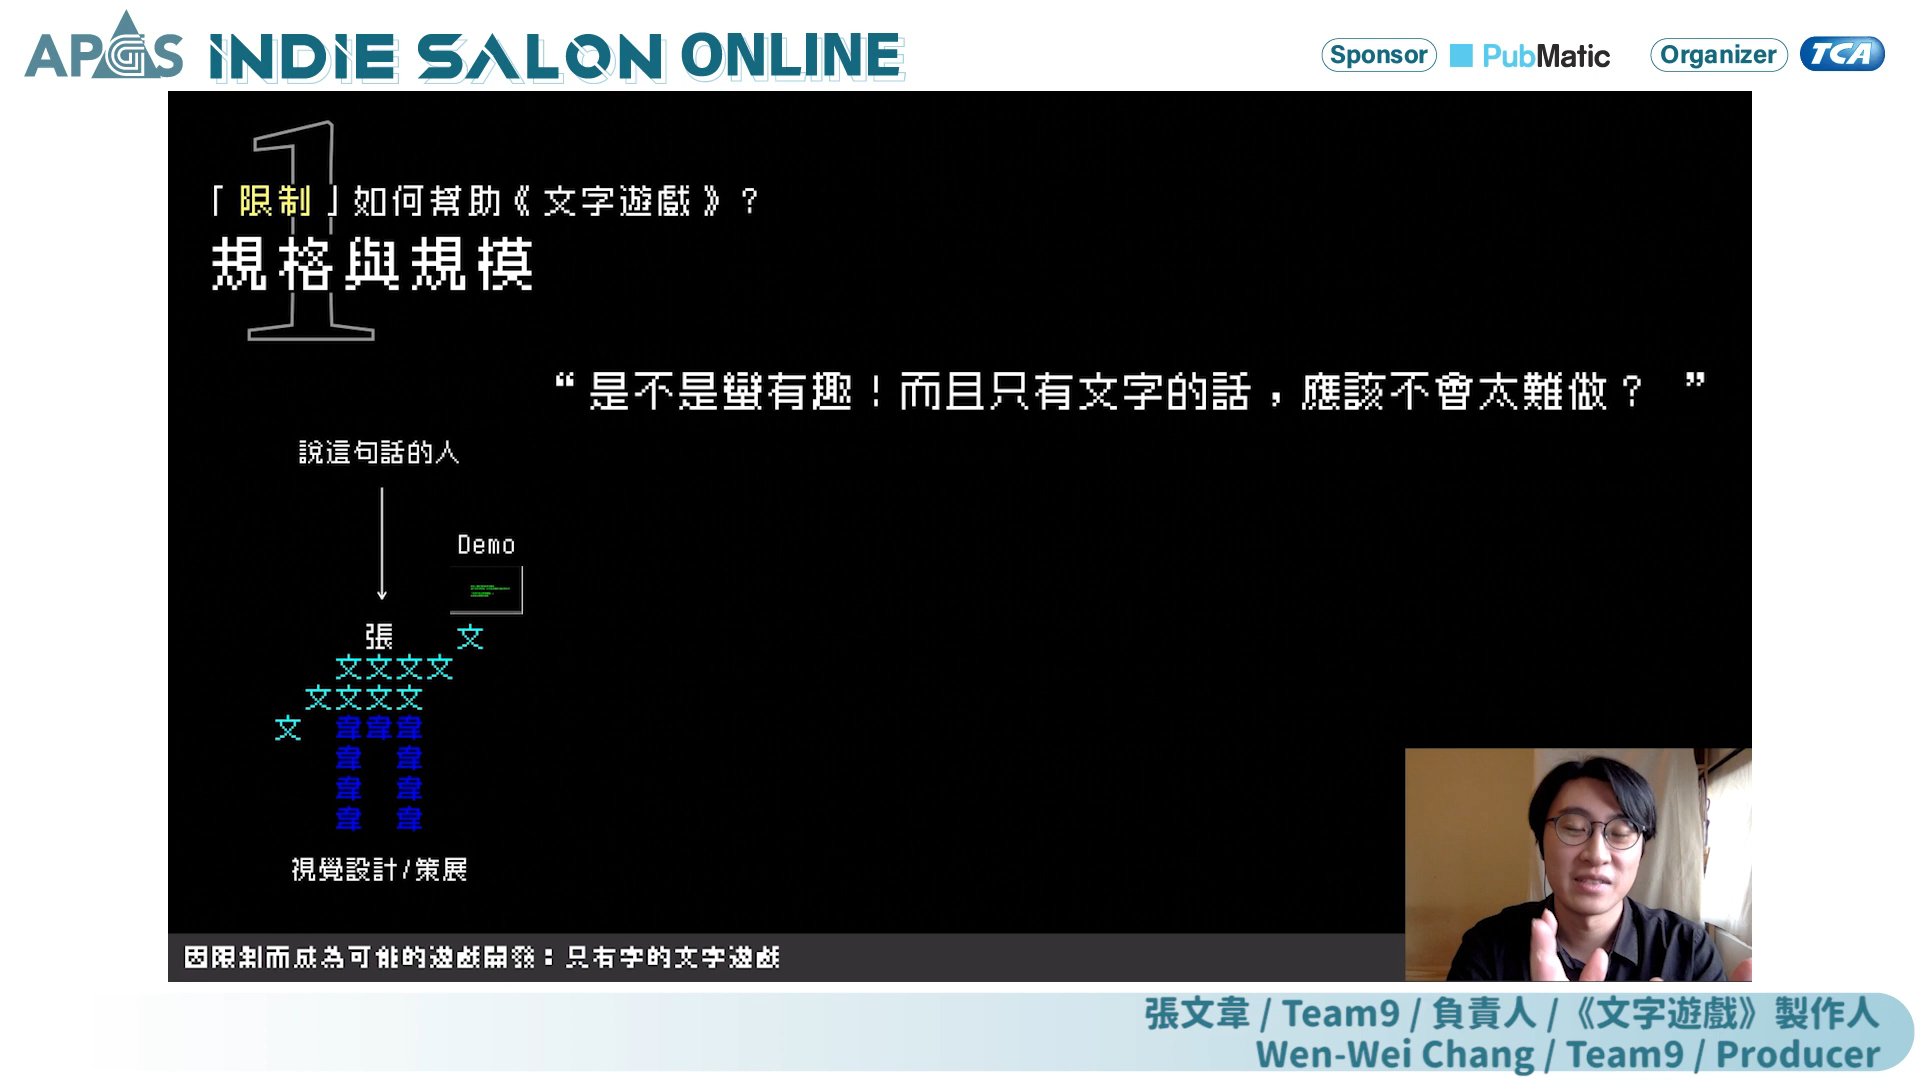 APGS INDIE SALON ONLINE
Sponsor PubMatic Organizer TCA
1
「限制」如何幫助《文字遊戲》?
規格與規模
“是不是蠻有趣!而且只有文字的話,應該不會太難做? ”
說這句話的人
Demo
張 文
文文文文
文文文文
文 韋韋韋
韋 韋
韋 韋
韋 韋
視覺設計/策展
因限制而成為可能的遊戲開發:只有字的文字遊戲
張文韋 / Team9 / 負責人 /《文字遊戲》製作人
Wen-Wei Chang / Team9 / Producer